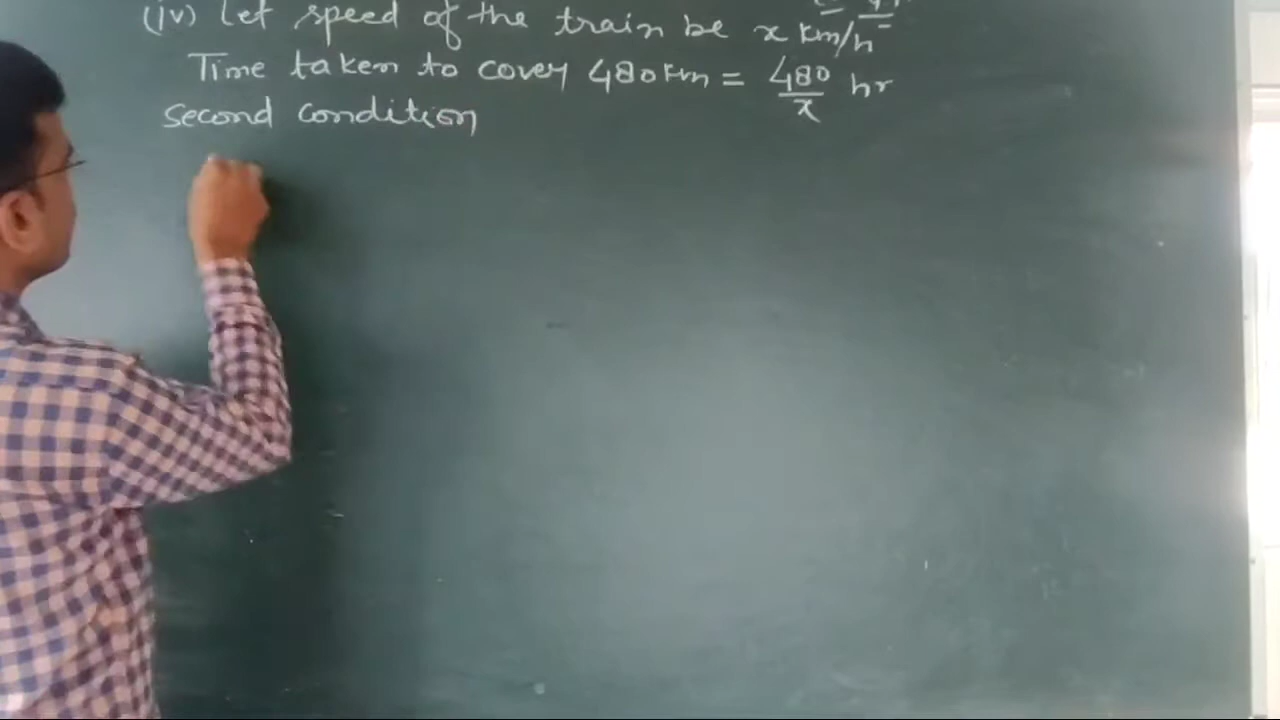 (iv) Let speed of the train be x km/h
Time taken to cover 480 km = 480/x hr
second condition